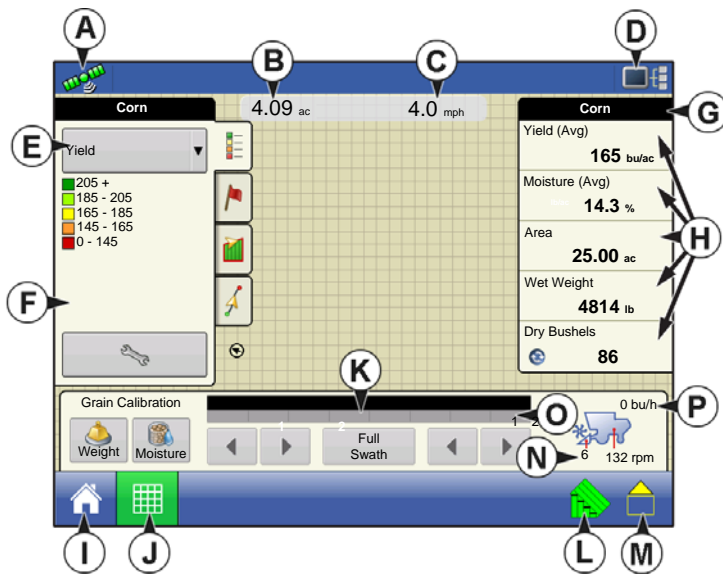 A
B
C
D
4.09 ac
4.0 mph
Corn
Corn
G
E
Yield
Yield (Avg)
165 bu/ac
205 +
185 - 205
165 - 185
145 - 165
0 - 145
Moisture (Avg)
14.3 %
H
Area
25.00 ac
F
Wet Weight
4814 lb
Dry Bushels
86
K
Grain Calibration
0 bu/h
P
1 2
1 2
O
Weight
Moisture
Full
Swath
N
6
132 rpm
I
J
L
M